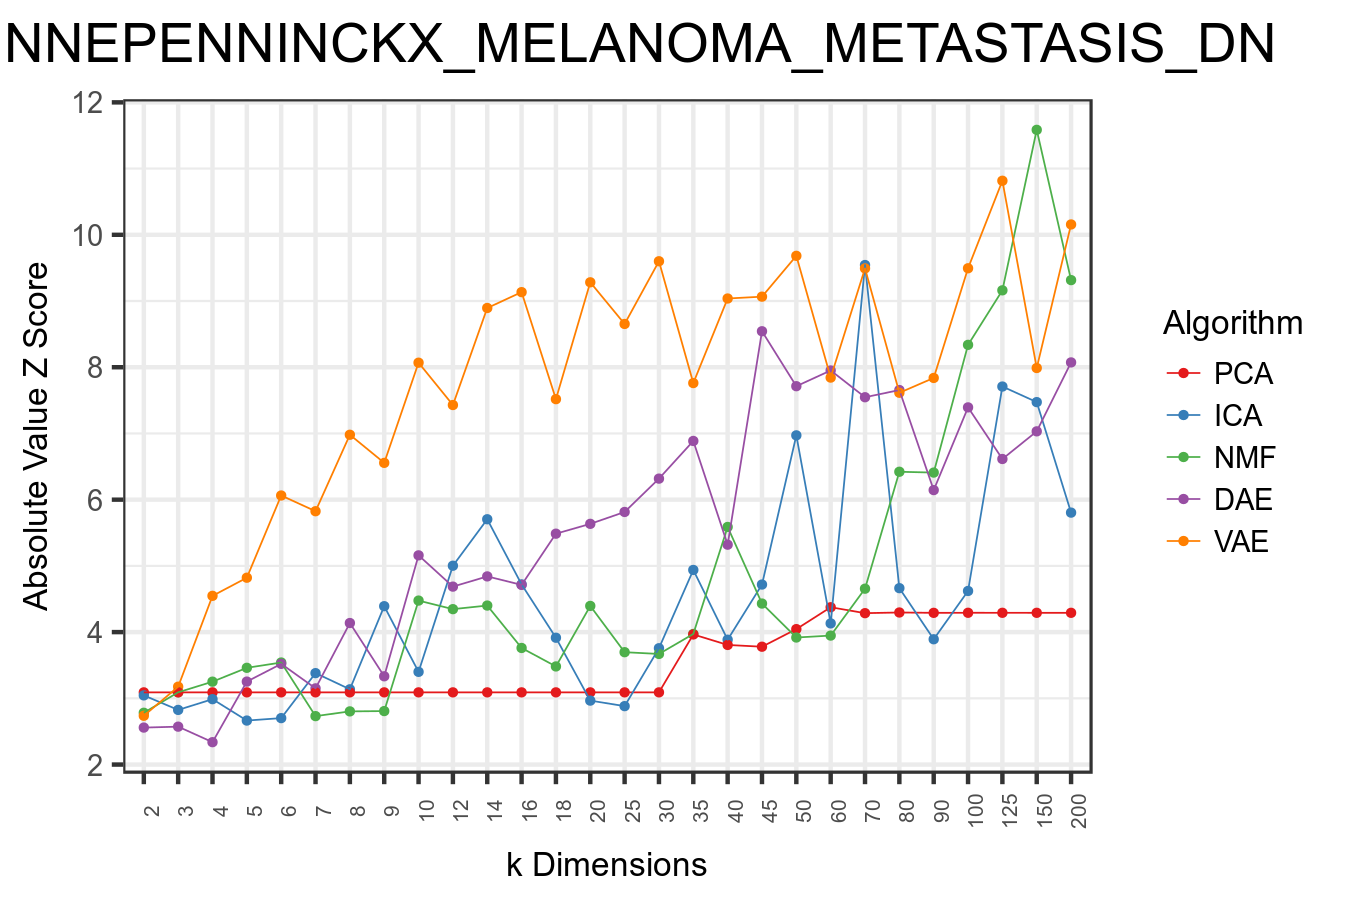 NNEPENNINCKX_MELANOMA_METASTASIS_DN
12
10
8
6
4
2
Absolute Value Z Score
2 3 4 5 6 7 8 9 10 12 14 16 18 20 25 30 35 40 45 50 60 70 80 90 100 125 150 200
k Dimensions
Algorithm
PCA
ICA
NMF
DAE
VAE